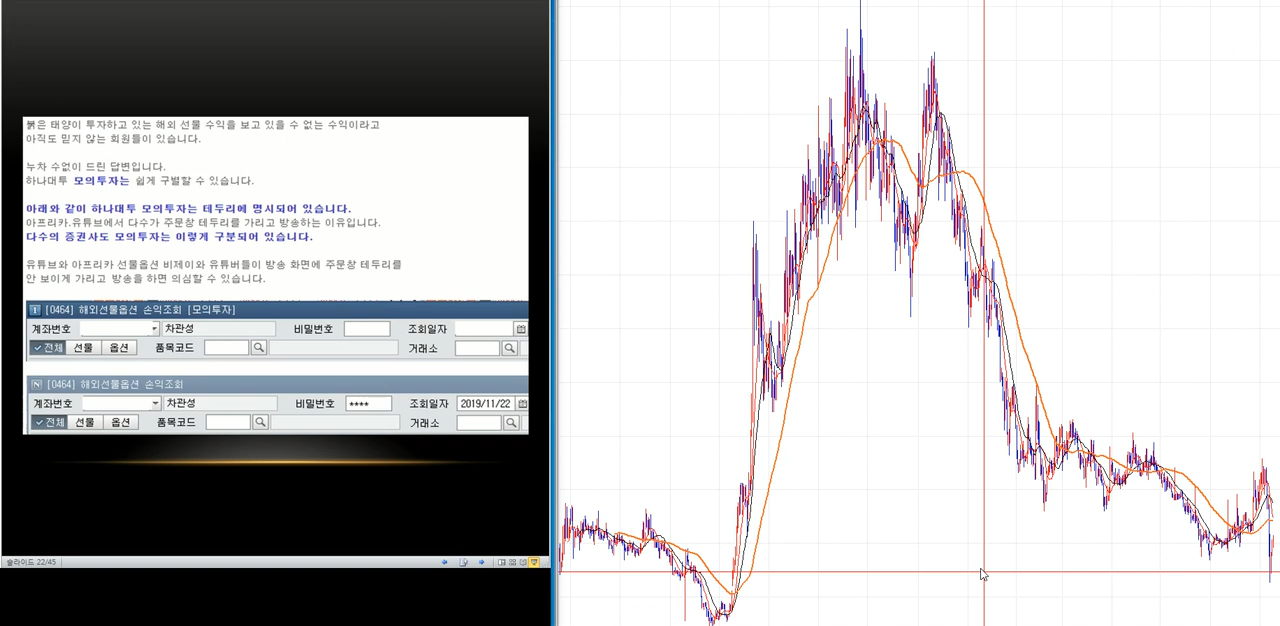 붉은 태양이 투자하고 있는 해외 선물 수익을 보고 있을 수 없는 수익이라고
아직도 믿지 않는 회원들이 있습니다.
누차 수없이 드린 답변입니다.
하나대투 모의투자는 쉽게 구별할 수 있습니다.
아래와 같이 하나대투 모의투자는 테두리에 명시되어 있습니다.
아프리카,유튜브에서 다수가 주문창 테두리를 가리고 방송하는 이유입니다.
다수의 증권사도 모의투자는 이렇게 구분되어 있습니다.
유튜브와 아프리카 선물옵션 비제이와 유튜버들이 방송 화면에 주문창 테두리를
안 보이게 가리고 방송을 하면 의심할 수 있습니다.
1 [0464] 해외선물옵션 손익조회 [모의투자]
계좌번호 차관성 비밀번호 조회일자
전체 선물 옵션 품목코드 거래소
N [0464] 해외선물옵션 손익조회
계좌번호 차관성 비밀번호 **** 조회일자 2019/11/22
전체 선물 옵션 품목코드 거래소
슬라이드 22/45